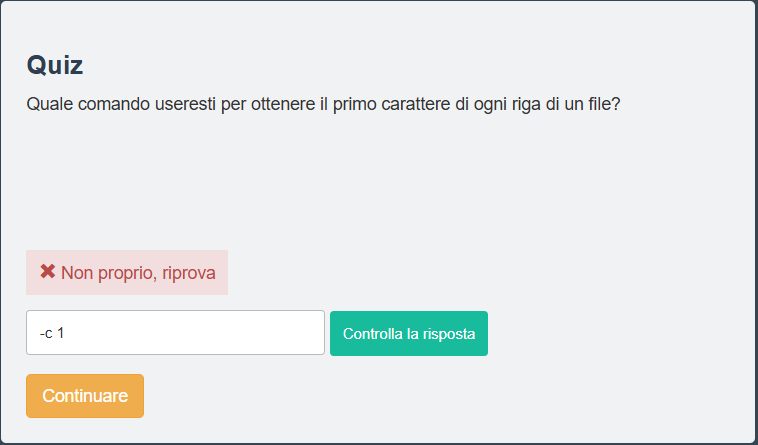 Quiz
Quale comando useresti per ottenere il primo carattere di ogni riga di un file?
✖ Non proprio, riprova
-c 1
Controlla la risposta
Continuare